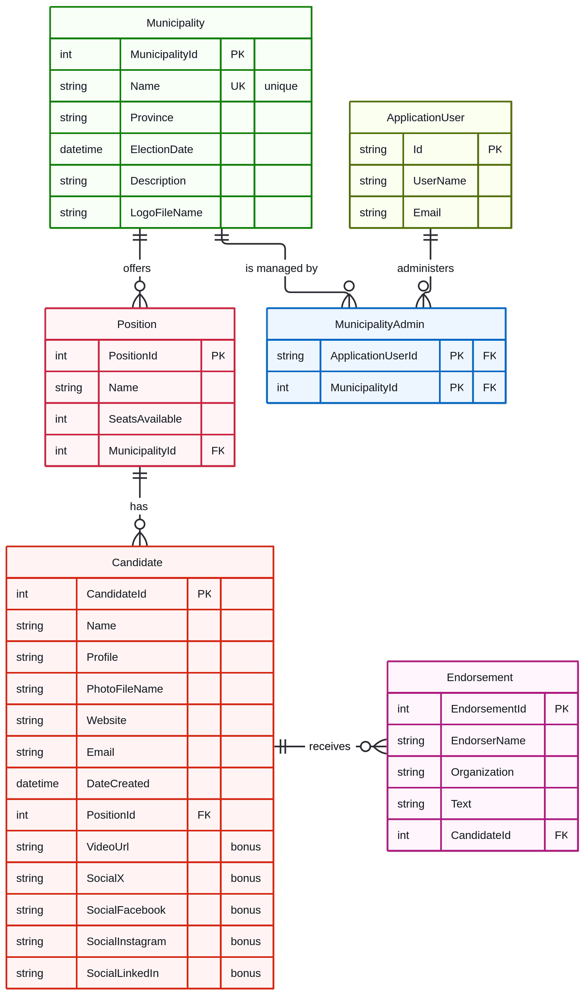 Municipality
int MunicipalityId PK
string Name UK unique
string Province
datetime ElectionDate
string Description
string LogoFileName
ApplicationUser
string Id PK
string UserName
string Email
offers
is managed by
administers
Position
int PositionId PK
string Name
int SeatsAvailable
int MunicipalityId FK
MunicipalityAdmin
string ApplicationUserId PK FK
int MunicipalityId PK FK
has
Candidate
int CandidateId PK
string Name
string Profile
string PhotoFileName
string Website
string Email
datetime DateCreated
int PositionId FK
string VideoUrl bonus
string SocialX bonus
string SocialFacebook bonus
string SocialInstagram bonus
string SocialLinkedIn bonus
receives
Endorsement
int EndorsementId PK
string EndorserName
string Organization
string Text
int CandidateId FK